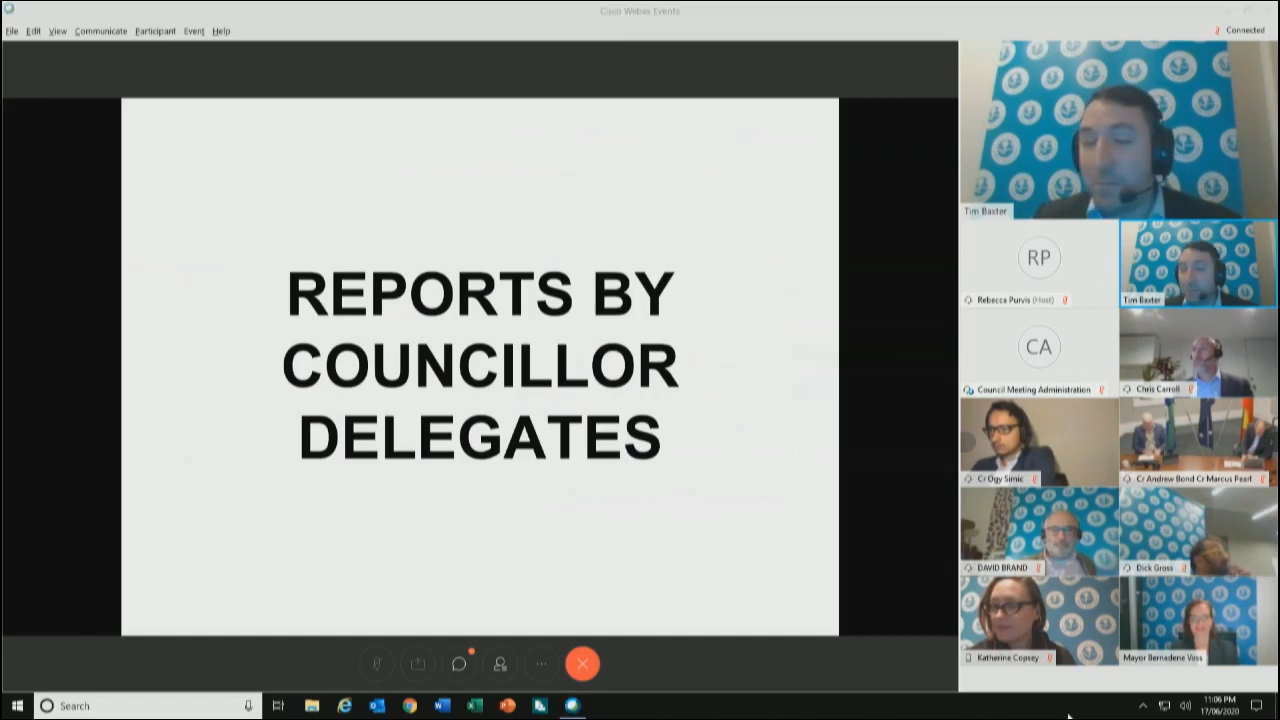 Cisco Webex Events
File Edit View Communicate Participant Event Help
Connected
REPORTS BY
COUNCILLOR
DELEGATES
Tim Baxter
RP
Rebecca Purvis (Host)
Tim Baxter
CA
Council Meeting Administration
Chris Carroll
Cr Ogy Simic
Cr Andrew Bond Cr Marcus Pearl
DAVID BRAND
Dick Gross
Katherine Copsey
Mayor Bernadene Voss
Search
11:06 PM
17/06/2020